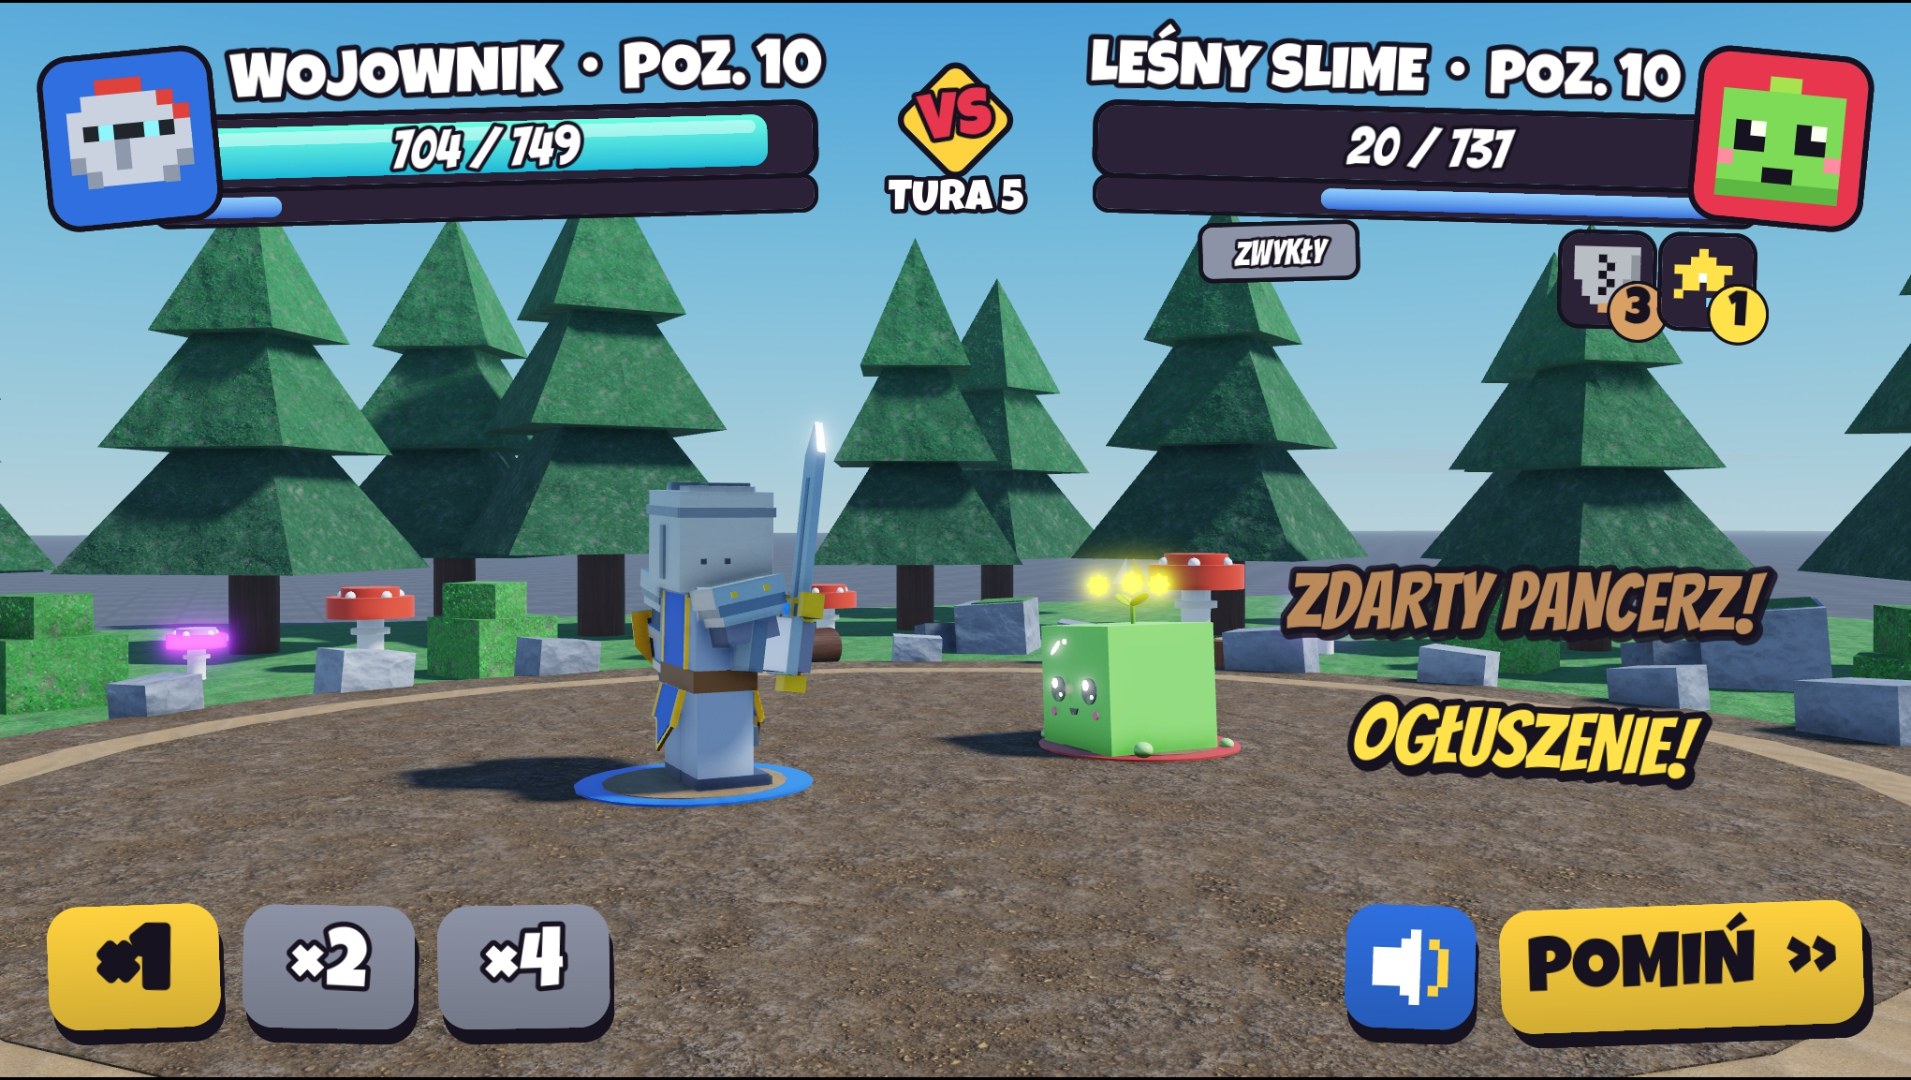 WOJOWNIK • POZ. 10
704 / 749
VS
TURA 5
LEŚNY SLIME • POZ. 10
20 / 737
ZWYKŁY
3
1
ZDARTY PANCERZ!
OGŁUSZENIE!
×1
×2
×4
POMIŃ »